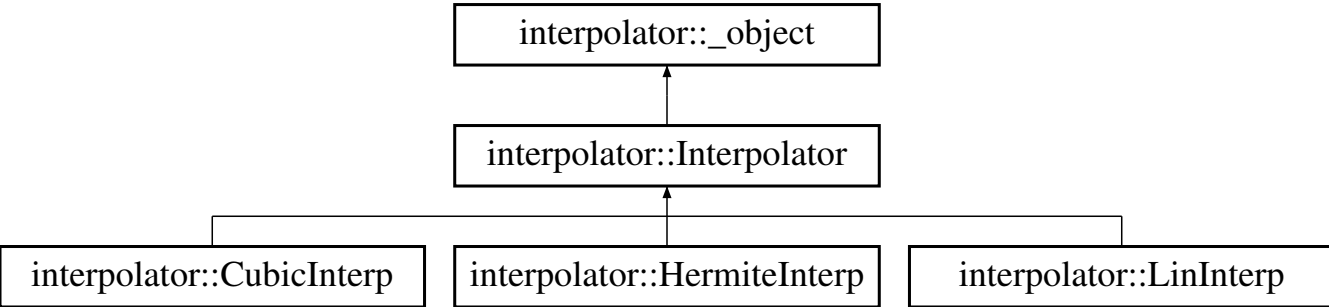 interpolator::_object
interpolator::Interpolator
interpolator::CubicInterp
interpolator::HermiteInterp
interpolator::LinInterp